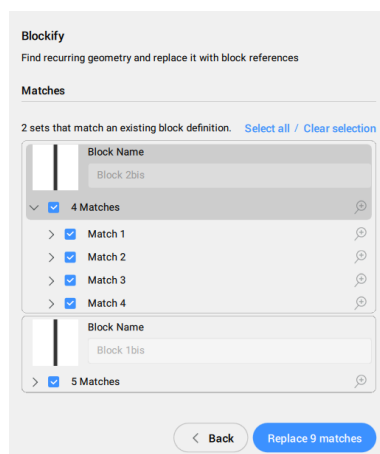 Blockify
Find recurring geometry and replace it with block references
Matches
2 sets that match an existing block definition. Select all / Clear selection
Block Name
Block 2bis
4 Matches
Match 1
Match 2
Match 3
Match 4
Block Name
Block 1bis
5 Matches
Back Replace 9 matches